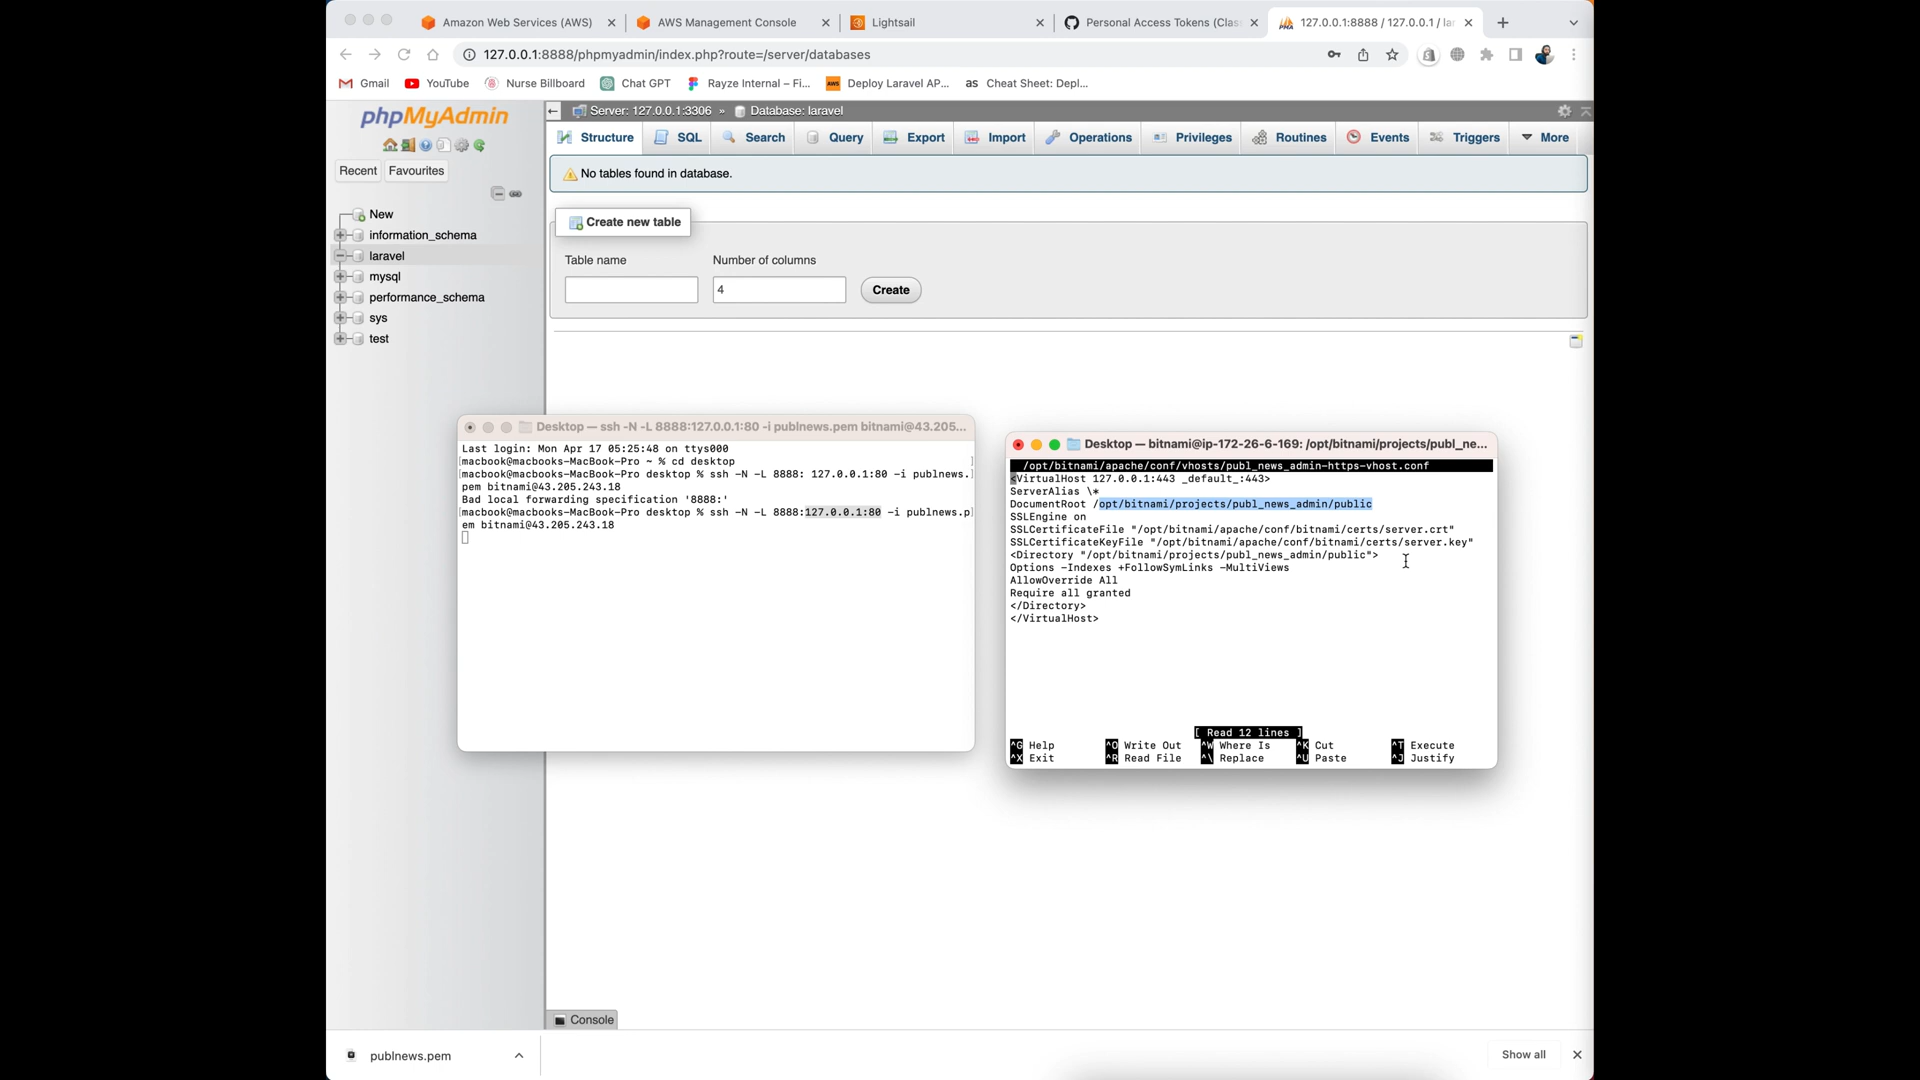 Amazon Web Services (AWS)
AWS Management Console
Lightsail
Personal Access Tokens (Clas
127.0.0.1:8888 / 127.0.0.1 / lar
127.0.0.1:8888/phpmyadmin/index.php?route=/server/databases
Gmail
YouTube
Nurse Billboard
Chat GPT
Rayze Internal – Fi...
Deploy Laravel AP...
as Cheat Sheet: Depl...
phpMyAdmin
Recent
Favourites
New
information_schema
laravel
mysql
performance_schema
sys
test
Server: 127.0.0.1:3306 » Database: laravel
Structure
SQL
Search
Query
Export
Import
Operations
Privileges
Routines
Events
Triggers
More
No tables found in database.
Create new table
Table name
Number of columns
4
Create
Desktop — ssh -N -L 8888:127.0.0.1:80 -i publnews.pem bitnami@43.205...
Last login: Mon Apr 17 05:25:48 on ttys000
[macbook@macbooks-MacBook-Pro ~ % cd desktop ]
[macbook@macbooks-MacBook-Pro desktop % ssh -N -L 8888: 127.0.0.1:80 -i publnews.]
pem bitnami@43.205.243.18
Bad local forwarding specification '8888:'
[macbook@macbooks-MacBook-Pro desktop % ssh -N -L 8888:127.0.0.1:80 -i publnews.p]
em bitnami@43.205.243.18
Desktop — bitnami@ip-172-26-6-169: /opt/bitnami/projects/publ_ne...
/opt/bitnami/apache/conf/vhosts/publ_news_admin-https-vhost.conf
<VirtualHost 127.0.0.1:443 _default_:443>
ServerAlias \*
DocumentRoot /opt/bitnami/projects/publ_news_admin/public
SSLEngine on
SSLCertificateFile "/opt/bitnami/apache/conf/bitnami/certs/server.crt"
SSLCertificateKeyFile "/opt/bitnami/apache/conf/bitnami/certs/server.key"
<Directory "/opt/bitnami/projects/publ_news_admin/public">
Options -Indexes +FollowSymLinks -MultiViews
AllowOverride All
Require all granted
</Directory>
</VirtualHost>
[ Read 12 lines ]
^G Help ^O Write Out ^W Where Is ^K Cut ^T Execute
^X Exit ^R Read File ^\ Replace ^U Paste ^J Justify
Console
publnews.pem
Show all